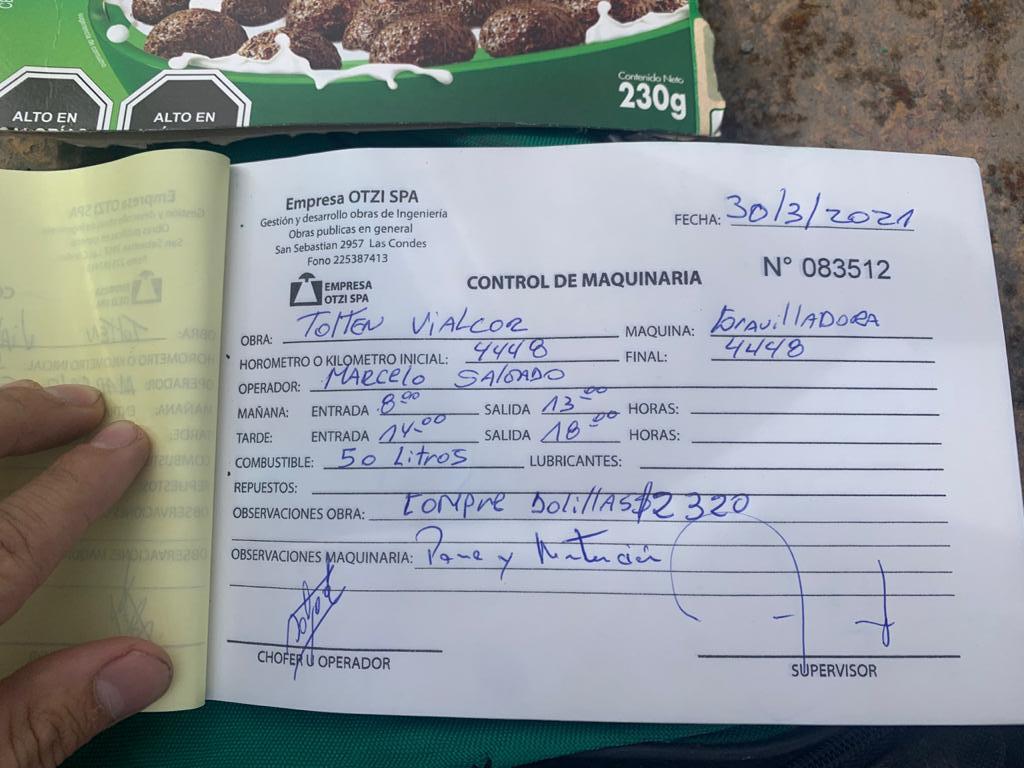 Contenido Neto
230g
ALTO EN
ALTO EN
Empresa OTZI SPA
Gestión y desarrollo obras de Ingeniería
Obras publicas en general
San Sebastian 2957 Las Condes
Fono 225387413
EMPRESA
OTZI SPA
FECHA: 30/3/2021
CONTROL DE MAQUINARIA
N° 083512
OBRA: Tolten Vialcor MAQUINA: GravillADORA
HOROMETRO O KILOMETRO INICIAL: 4448 FINAL: 4448
OPERADOR: MARCELO SALGADO
MAÑANA: ENTRADA 8°° SALIDA 13°° HORAS:
TARDE: ENTRADA 14°° SALIDA 18°° HORAS:
COMBUSTIBLE: 50 Litros LUBRICANTES:
REPUESTOS:
OBSERVACIONES OBRA: COMPRE bolillas $2320
OBSERVACIONES MAQUINARIA: Pane y Mantención
CHOFER U OPERADOR
SUPERVISOR